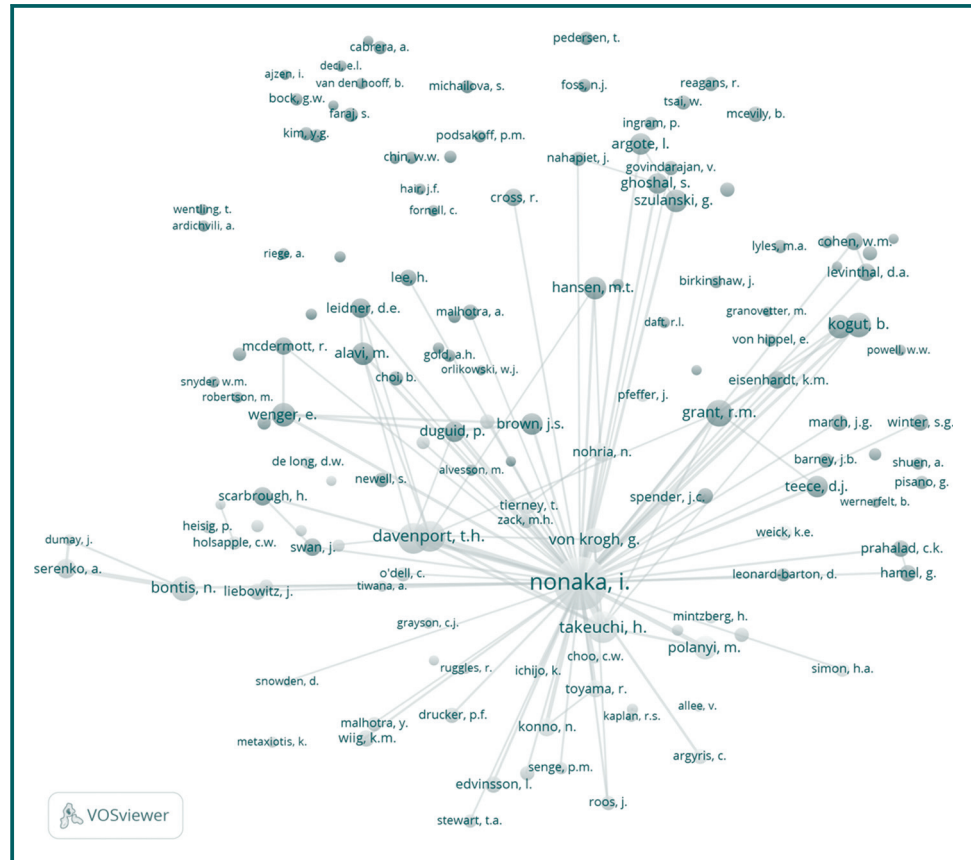 pedersen, t.
cabrera, a.
deci, e.l.
ajzen, i.
van den hooff, b.
michailova, s.
foss, n.j.
reagans, r.
bock, g.w.
tsai, w.
faraj, s.
mcevily, b.
ingram, p.
kim, y.g.
podsakoff, p.m.
argote, l.
chin, w.w.
nahapiet, j.
govindarajan, v.
ghoshal, s.
hair, j.f.
cross, r.
szulanski, g.
wentling, t.
fornell, c.
ardichvili, a.
cohen, w.m.
lyles, m.a.
riege, a.
levinthal, d.a.
lee, h.
birkinshaw, j.
hansen, m.t.
leidner, d.e.
malhotra, a.
granovetter, m.
daft, r.l.
kogut, b.
von hippel, e.
mcdermott, r.
alavi, m.
gold, a.h.
powell, w.w.
orlikowski, w.j.
choi, b.
snyder, w.m.
eisenhardt, k.m.
robertson, m.
pfeffer, j.
wenger, e.
grant, r.m.
brown, j.s.
march, j.g.
winter, s.g.
duguid, p.
nohria, n.
de long, d.w.
barney, j.b.
shuen, a.
alvesson, m.
newell, s.
pisano, g.
teece, d.j.
scarbrough, h.
spender, j.c.
wernerfelt, b.
tierney, t.
zack, m.h.
heisig, p.
davenport, t.h.
weick, k.e.
dumay, j.
holsapple, c.w.
swan, j.
von krogh, g.
prahalad, c.k.
serenko, a.
o'dell, c.
leonard-barton, d.
hamel, g.
nonaka, i.
bontis, n.
liebowitz, j.
tiwana, a.
mintzberg, h.
grayson, c.j.
takeuchi, h.
polanyi, m.
choo, c.w.
ruggles, r.
ichijo, k.
simon, h.a.
snowden, d.
toyama, r.
allee, v.
drucker, p.f.
kaplan, r.s.
malhotra, y.
konno, n.
wiig, k.m.
metaxiotis, k.
argyris, c.
senge, p.m.
edvinsson, l.
roos, j.
VOSviewer
stewart, t.a.